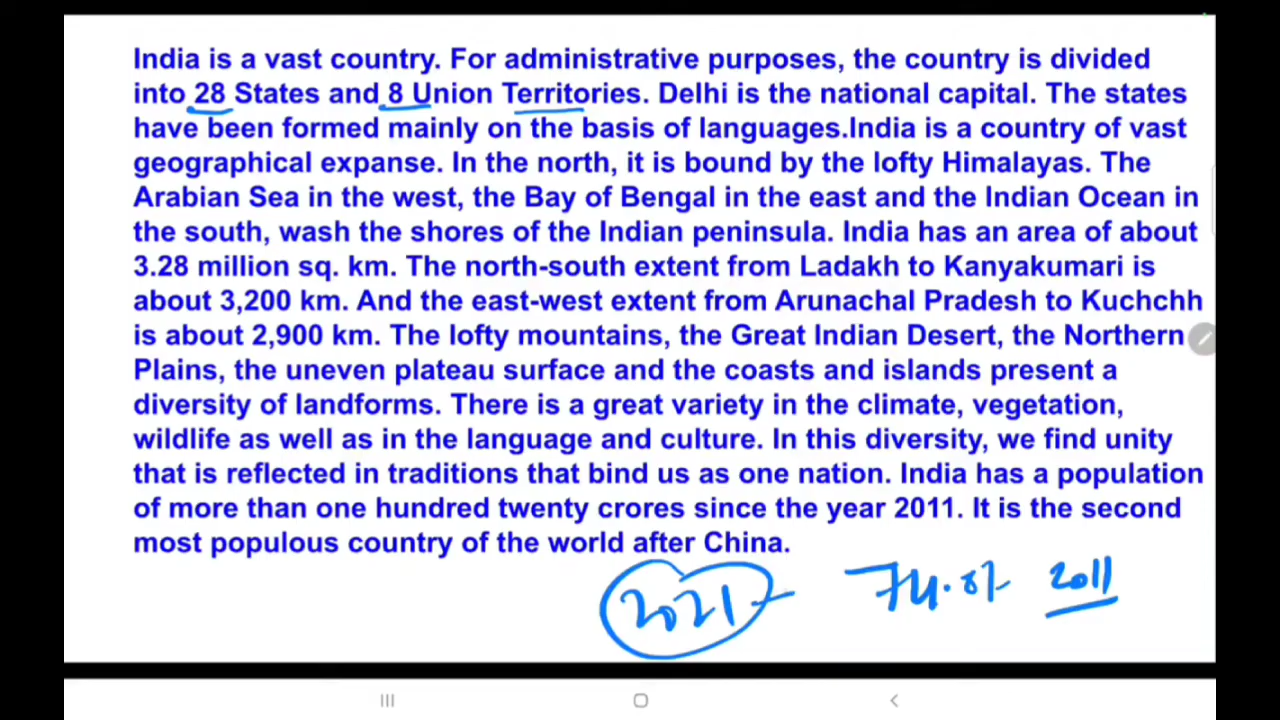 India is a vast country. For administrative purposes, the country is divided
into 28 States and 8 Union Territories. Delhi is the national capital. The states
have been formed mainly on the basis of languages.India is a country of vast
geographical expanse. In the north, it is bound by the lofty Himalayas. The
Arabian Sea in the west, the Bay of Bengal in the east and the Indian Ocean in
the south, wash the shores of the Indian peninsula. India has an area of about
3.28 million sq. km. The north-south extent from Ladakh to Kanyakumari is
about 3,200 km. And the east-west extent from Arunachal Pradesh to Kuchchh
is about 2,900 km. The lofty mountains, the Great Indian Desert, the Northern
Plains, the uneven plateau surface and the coasts and islands present a
diversity of landforms. There is a great variety in the climate, vegetation,
wildlife as well as in the language and culture. In this diversity, we find unity
that is reflected in traditions that bind us as one nation. India has a population
of more than one hundred twenty crores since the year 2011. It is the second
most populous country of the world after China.
2021 2011